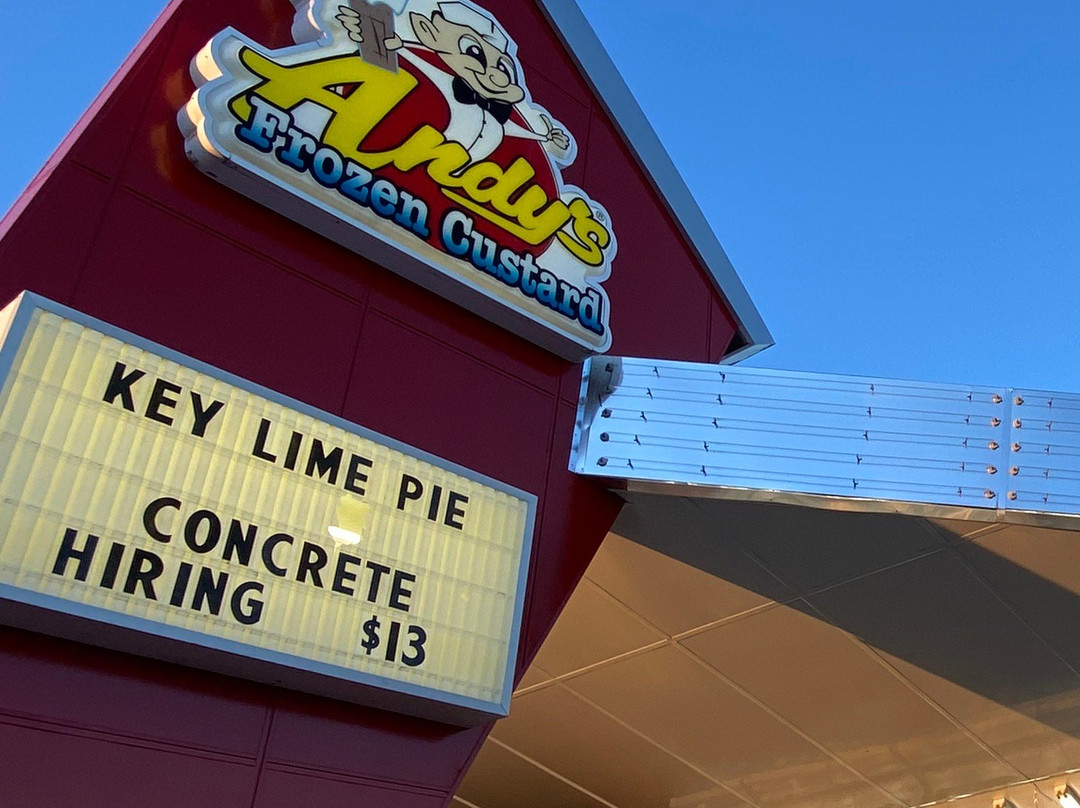 Andy's®
Frozen Custard
KEY LIME PIE
CONCRETE
HIRING $13